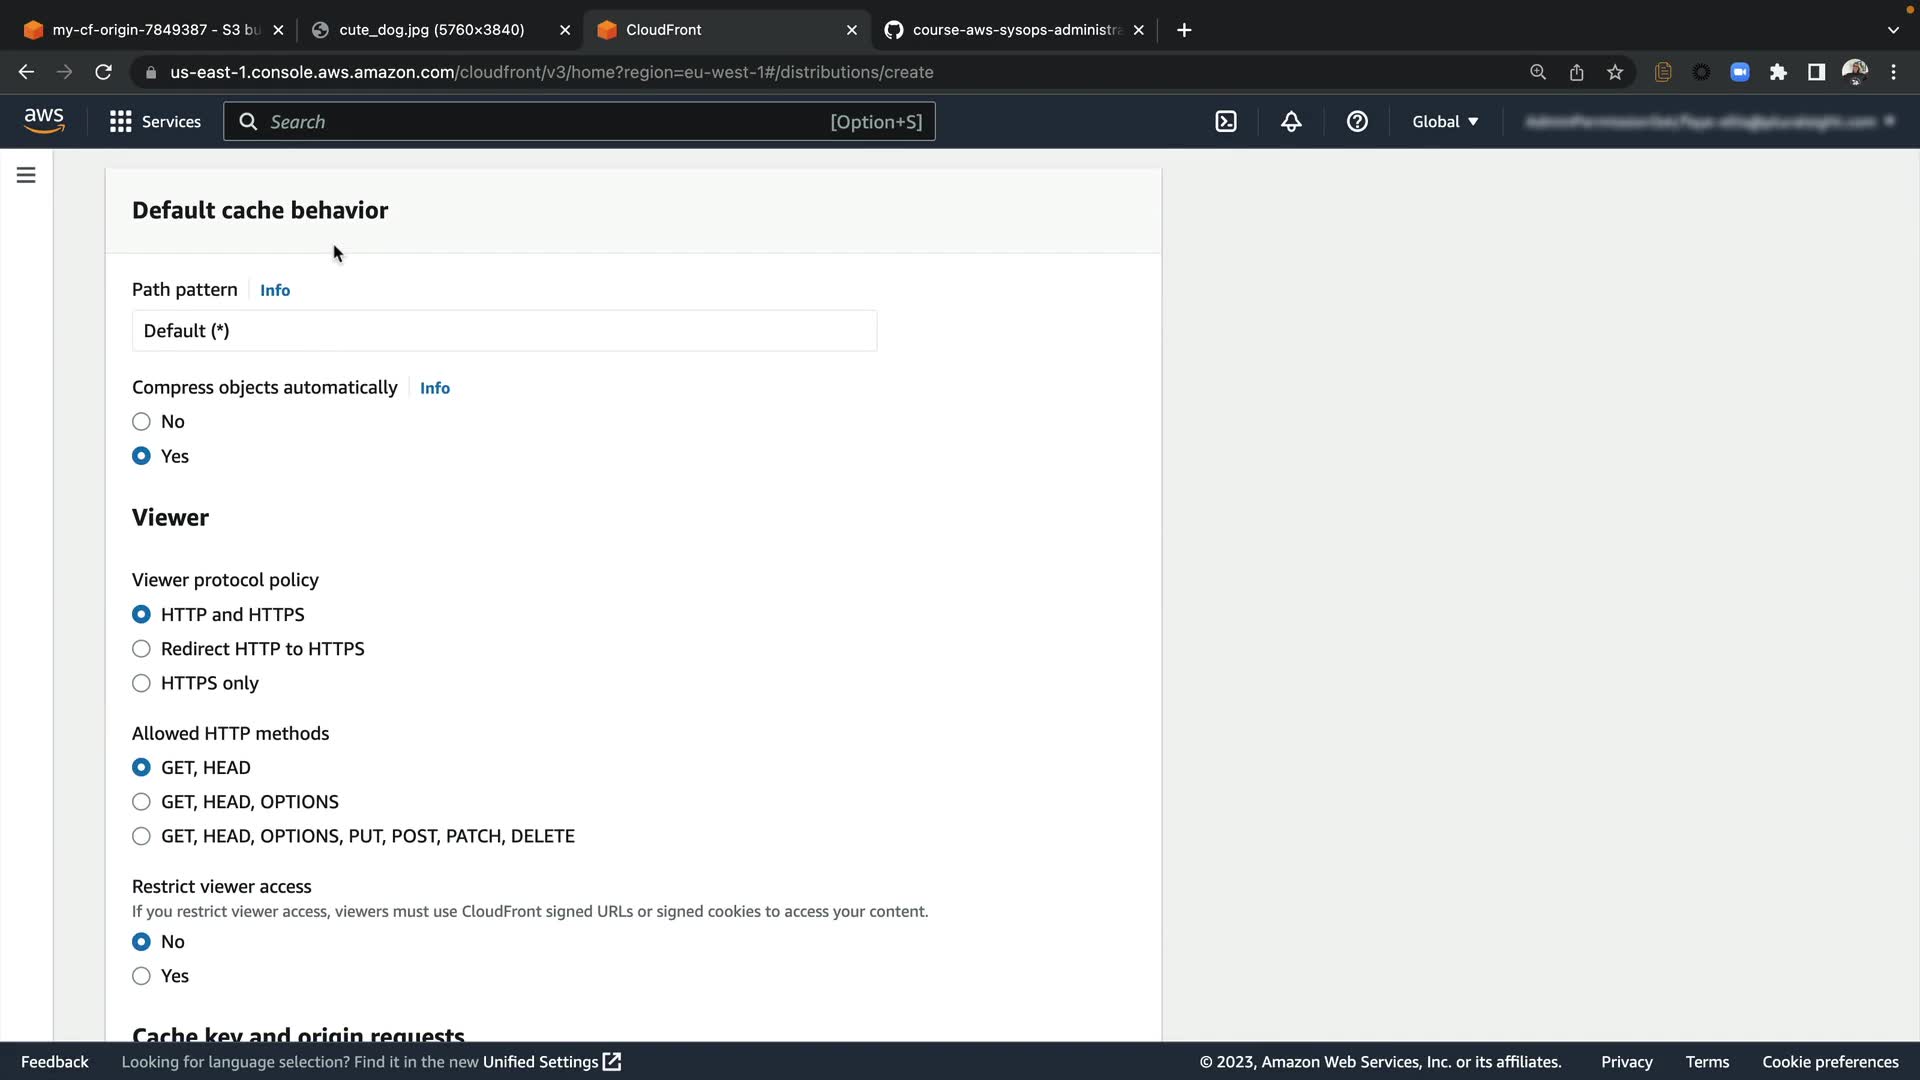 my-cf-origin-7849387 - S3 bu
cute_dog.jpg (5760×3840)
CloudFront
course-aws-sysops-administra
us-east-1.console.aws.amazon.com/cloudfront/v3/home?region=eu-west-1#/distributions/create
aws
Services
Search
[Option+S]
Global
Default cache behavior
Path pattern
Info
Default (*)
Compress objects automatically
Info
No
Yes
Viewer
Viewer protocol policy
HTTP and HTTPS
Redirect HTTP to HTTPS
HTTPS only
Allowed HTTP methods
GET, HEAD
GET, HEAD, OPTIONS
GET, HEAD, OPTIONS, PUT, POST, PATCH, DELETE
Restrict viewer access
If you restrict viewer access, viewers must use CloudFront signed URLs or signed cookies to access your content.
No
Yes
Cache key and origin requests
Feedback
Looking for language selection? Find it in the new Unified Settings
© 2023, Amazon Web Services, Inc. or its affiliates.
Privacy
Terms
Cookie preferences